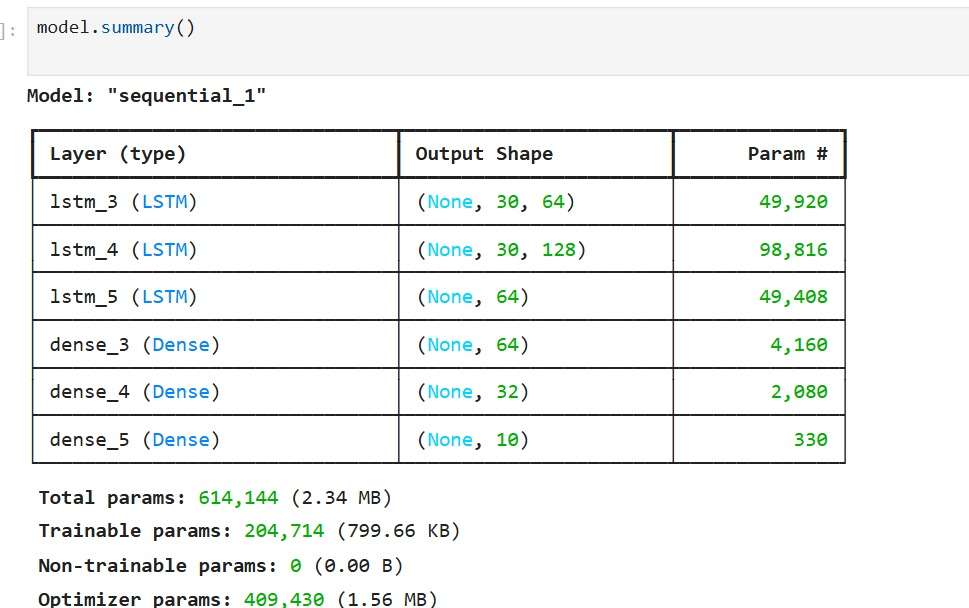 ]:
model.summary()
Model: "sequential_1"
Layer (type) Output Shape Param #
lstm_3 (LSTM) (None, 30, 64) 49,920
lstm_4 (LSTM) (None, 30, 128) 98,816
lstm_5 (LSTM) (None, 64) 49,408
dense_3 (Dense) (None, 64) 4,160
dense_4 (Dense) (None, 32) 2,080
dense_5 (Dense) (None, 10) 330
Total params: 614,144 (2.34 MB)
Trainable params: 204,714 (799.66 KB)
Non-trainable params: 0 (0.00 B)
Optimizer params: 409,430 (1.56 MB)